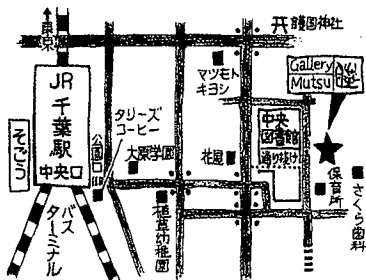 ↑東京
护國神社
Gallery
Mutsu
マツモト
キヨシ
JR
千葉駅
中央口
そごう
公園口
タリーズ
コーヒー
大原学園
花屋
中央
図書館
通り抜け
保育所
さくら歯科
植草幼稚園
バス
ターミナル